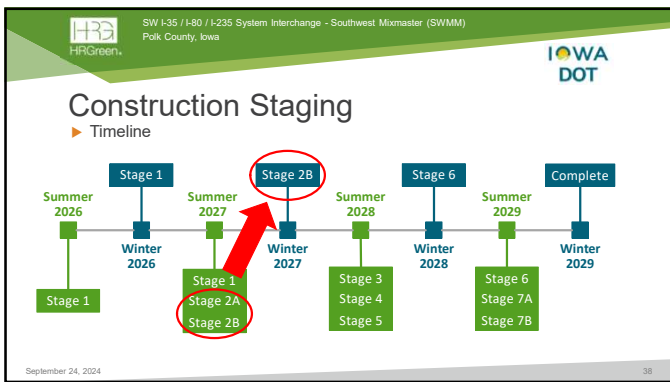 HRGreen.
SW I-35 / I-80 / I-235 System Interchange - Southwest Mixmaster (SWMM)
Polk County, Iowa
IOWA
DOT
Construction Staging
Timeline
Stage 1
Stage 2B
Stage 6
Complete
Summer
2026
Summer
2027
Summer
2028
Summer
2029
Winter
2026
Winter
2027
Winter
2028
Winter
2029
Stage 1
Stage 1
Stage 2A
Stage 2B
Stage 3
Stage 4
Stage 5
Stage 6
Stage 7A
Stage 7B
September 24, 2024
38